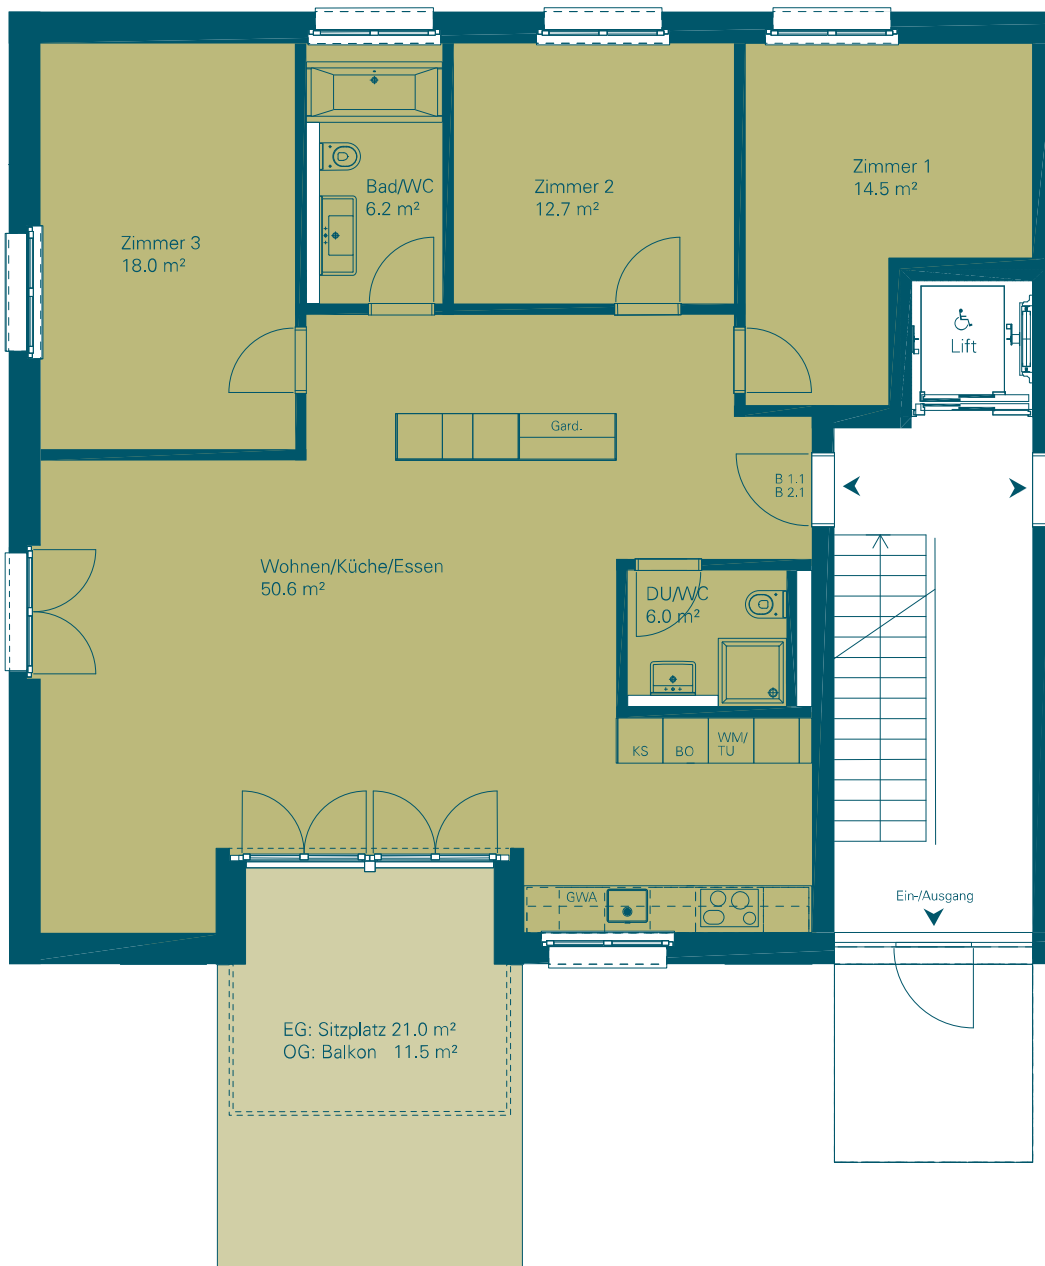 Zimmer 1
14.5 m²
Bad/WC
6.2 m²
Zimmer 2
12.7 m²
Zimmer 3
18.0 m²
Lift
Gard.
B 1.1
B 2.1
Wohnen/Küche/Essen
50.6 m²
DU/WC
6.0 m²
KS
BO
WM/
TU
GWA
Ein-/Ausgang
EG: Sitzplatz 21.0 m²
OG: Balkon 11.5 m²